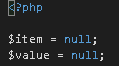 <?php
$item = null;
$value = null;